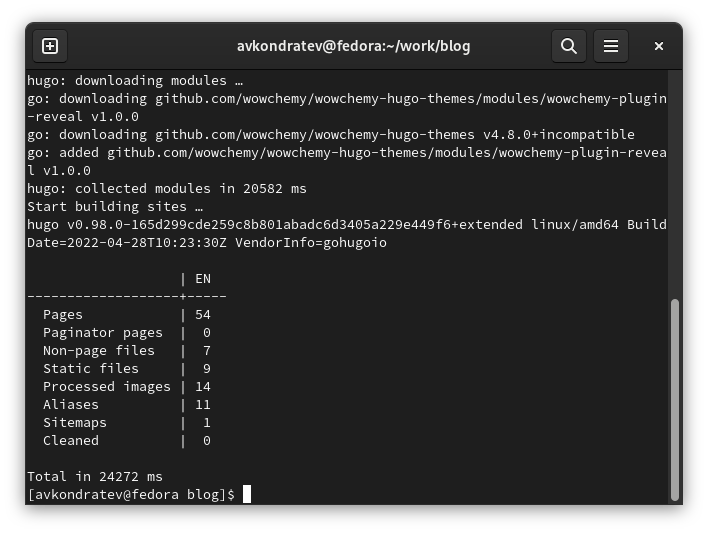 avkondratev@fedora:~/work/blog
hugo: downloading modules …
go: downloading github.com/wowchemy/wowchemy-hugo-themes/modules/wowchemy-plugin
-reveal v1.0.0
go: downloading github.com/wowchemy/wowchemy-hugo-themes v4.8.0+incompatible
go: added github.com/wowchemy/wowchemy-hugo-themes/modules/wowchemy-plugin-revea
l v1.0.0
hugo: collected modules in 20582 ms
Start building sites …
hugo v0.98.0-165d299cde259c8b801abadc6d3405a229e449f6+extended linux/amd64 Build
Date=2022-04-28T10:23:30Z VendorInfo=gohugoio
                   | EN
-------------------+-----
  Pages            | 54
  Paginator pages  |  0
  Non-page files   |  7
  Static files     |  9
  Processed images | 14
  Aliases          | 11
  Sitemaps         |  1
  Cleaned          |  0
Total in 24272 ms
[avkondratev@fedora blog]$